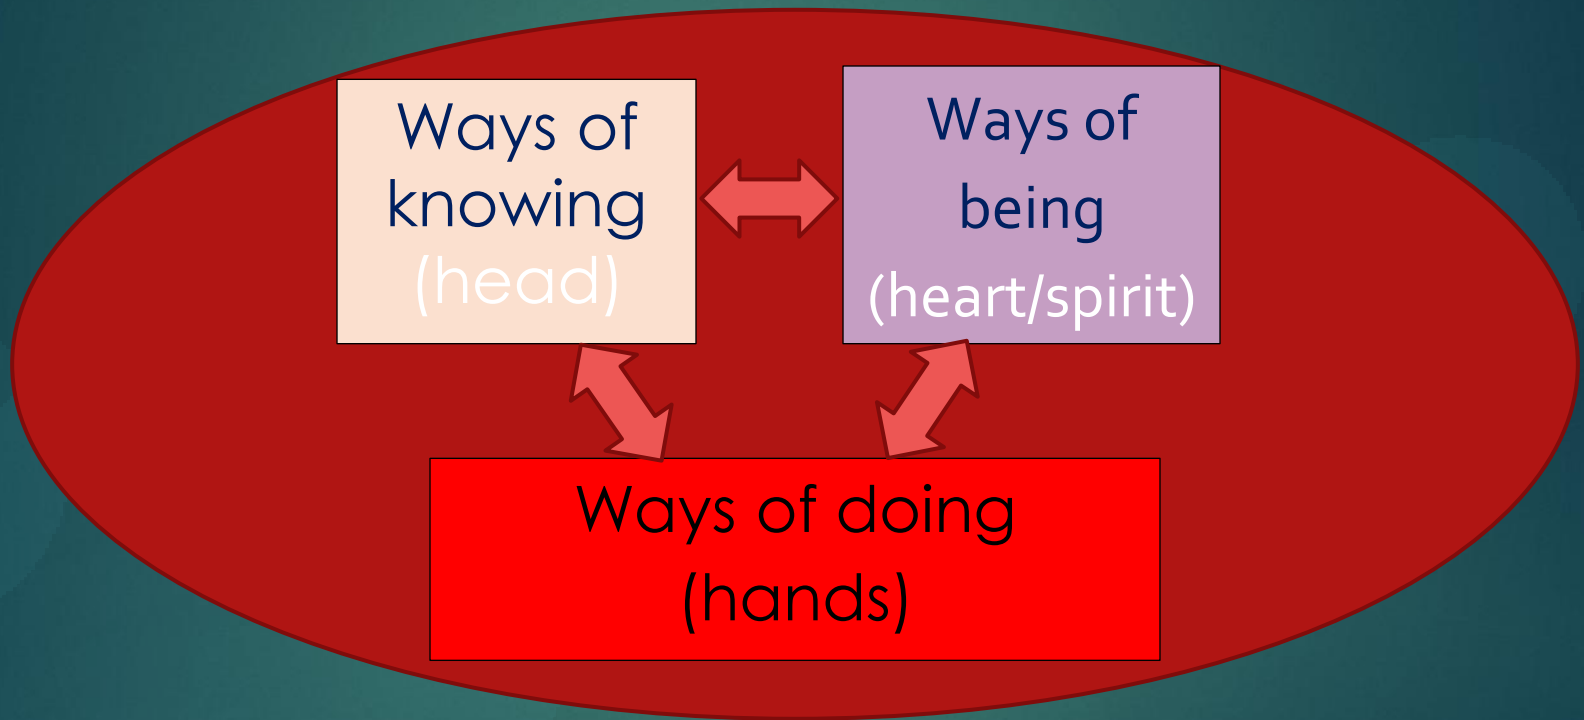 Ways of
knowing
(head)
Ways of
being
(heart/spirit)
Ways of doing
(hands)